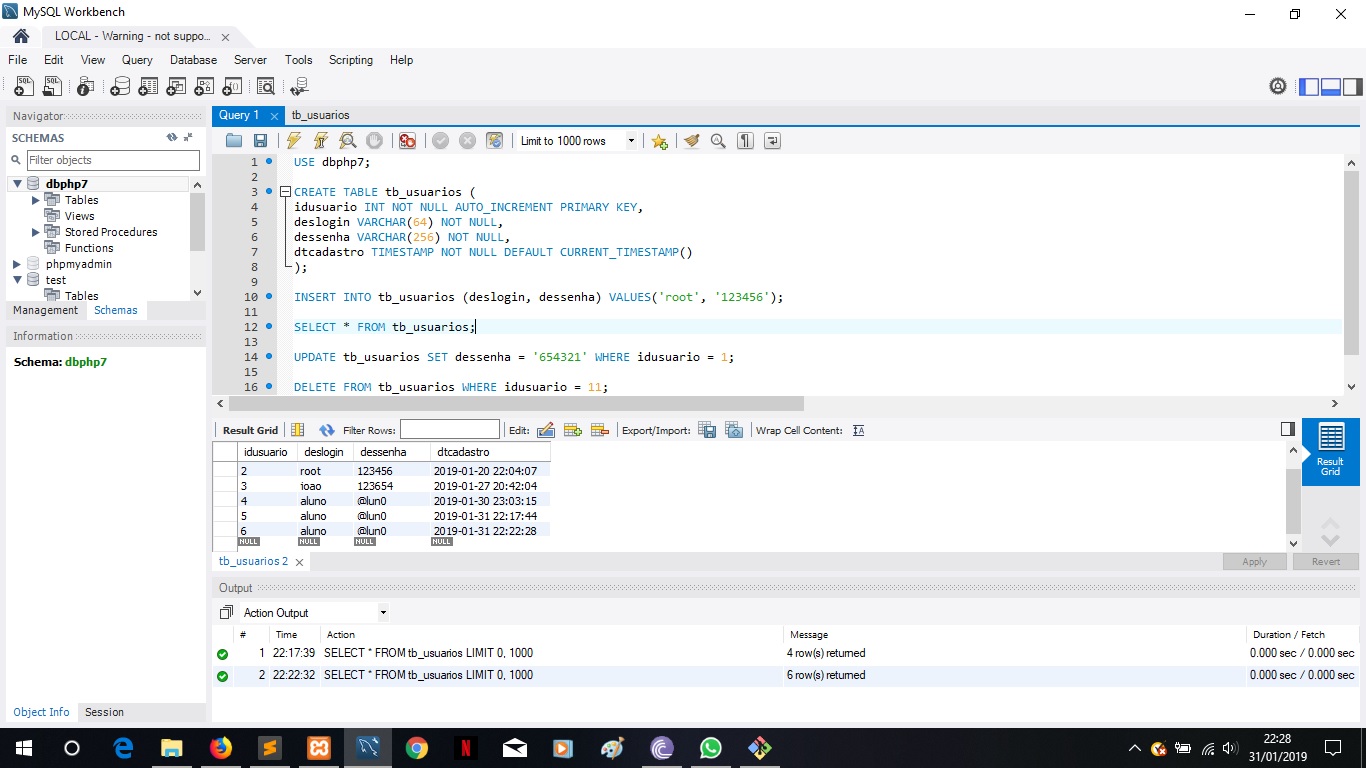 MySQL Workbench
LOCAL - Warning - not suppo...
File Edit View Query Database Server Tools Scripting Help
Navigator
SCHEMAS
Filter objects
dbphp7
Tables
Views
Stored Procedures
Functions
phpmyadmin
test
Tables
Management Schemas
Information
Schema: dbphp7
Object Info Session
Query 1 tb_usuarios
Limit to 1000 rows
1 USE dbphp7;
2
3 CREATE TABLE tb_usuarios (
4 idusuario INT NOT NULL AUTO_INCREMENT PRIMARY KEY,
5 deslogin VARCHAR(64) NOT NULL,
6 dessenha VARCHAR(256) NOT NULL,
7 dtcadastro TIMESTAMP NOT NULL DEFAULT CURRENT_TIMESTAMP()
8 );
9
10 INSERT INTO tb_usuarios (deslogin, dessenha) VALUES('root', '123456');
11
12 SELECT * FROM tb_usuarios;
13
14 UPDATE tb_usuarios SET dessenha = '654321' WHERE idusuario = 1;
15
16 DELETE FROM tb_usuarios WHERE idusuario = 11;
Result Grid Filter Rows: Edit: Export/Import: Wrap Cell Content:
idusuario deslogin dessenha dtcadastro
2 root 123456 2019-01-20 22:04:07
3 joao 123654 2019-01-27 20:42:04
4 aluno @lun0 2019-01-30 23:03:15
5 aluno @lun0 2019-01-31 22:17:44
6 aluno @lun0 2019-01-31 22:22:28
NULL NULL NULL NULL
Result
Grid
tb_usuarios 2 Apply Revert
Output
Action Output
# Time Action Message Duration / Fetch
1 22:17:39 SELECT * FROM tb_usuarios LIMIT 0, 1000 4 row(s) returned 0.000 sec / 0.000 sec
2 22:22:32 SELECT * FROM tb_usuarios LIMIT 0, 1000 6 row(s) returned 0.000 sec / 0.000 sec
22:28
31/01/2019